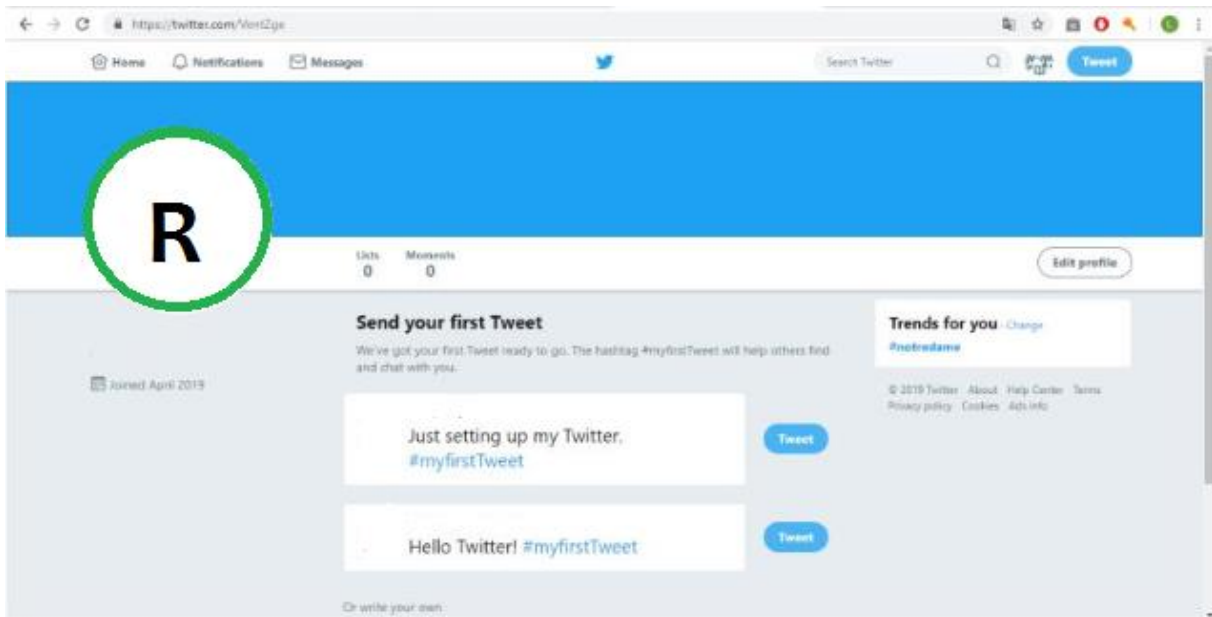 https://twitter.com/
Home Notifications Messages Search Twitter Tweet
R
Lists Moments
0 0
Edit profile
Send your first Tweet
We've got your first Tweet ready to go. The hashtag #myfirstTweet will help others find
and chat with you.
Trends for you · Change
#notredame
Joined April 2019
© 2019 Twitter About Help Center Terms
Privacy policy Cookies Ads info
Just setting up my Twitter.
#myfirstTweet
Tweet
Hello Twitter! #myfirstTweet
Tweet
Or write your own